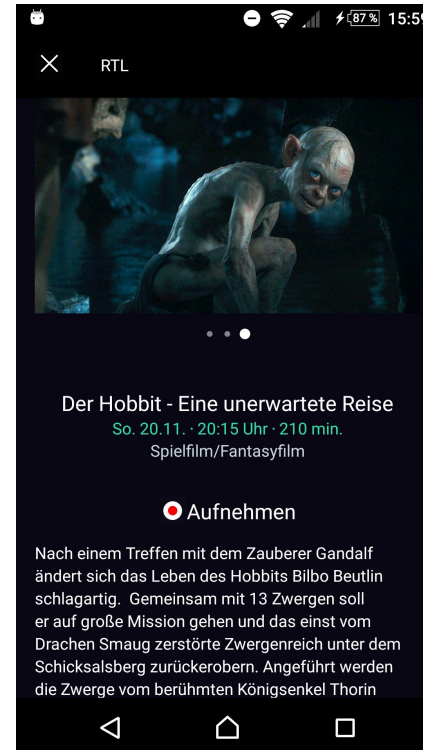 87 % 15:59
RTL
Der Hobbit - Eine unerwartete Reise
So. 20.11. · 20:15 Uhr · 210 min.
Spielfilm/Fantasyfilm
Aufnehmen
Nach einem Treffen mit dem Zauberer Gandalf
ändert sich das Leben des Hobbits Bilbo Beutlin
schlagartig.  Gemeinsam mit 13 Zwergen soll
er auf große Mission gehen und das einst vom
Drachen Smaug zerstörte Zwergenreich unter dem
Schicksalsberg zurückerobern. Angeführt werden
die Zwerge vom berühmten Königsenkel Thorin